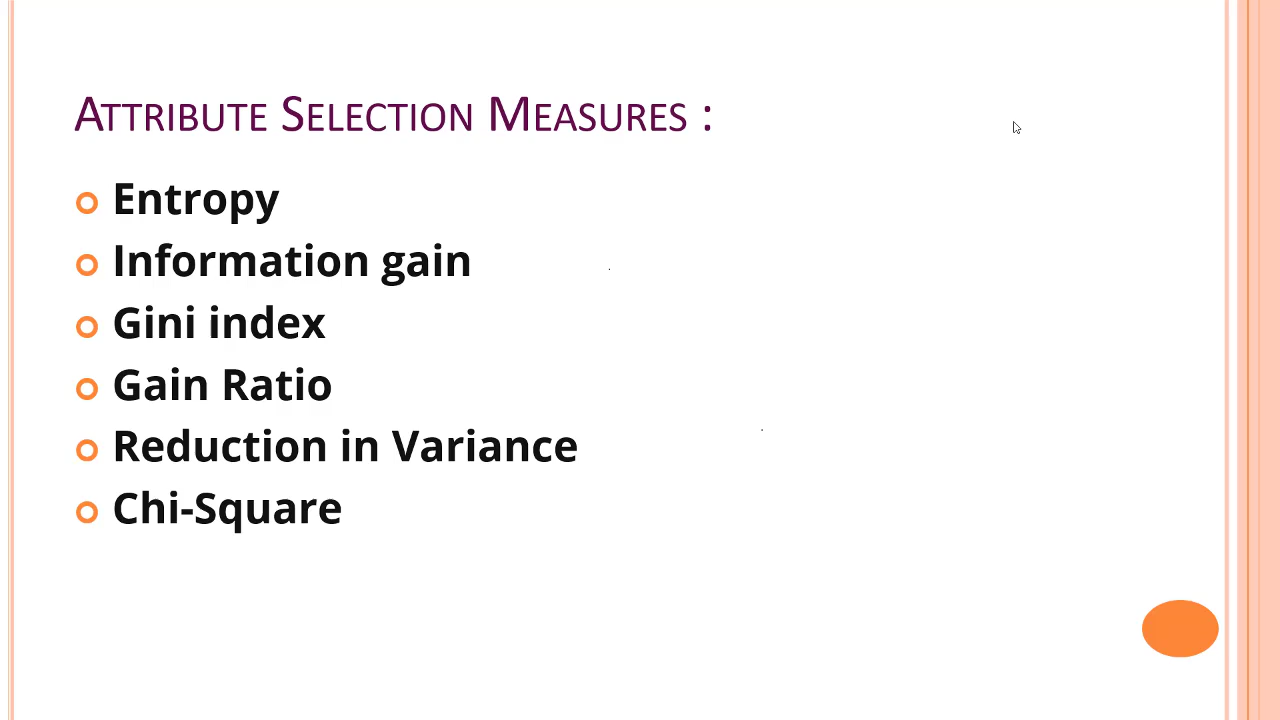 Attribute Selection Measures :
Entropy
Information gain
Gini index
Gain Ratio
Reduction in Variance
Chi-Square